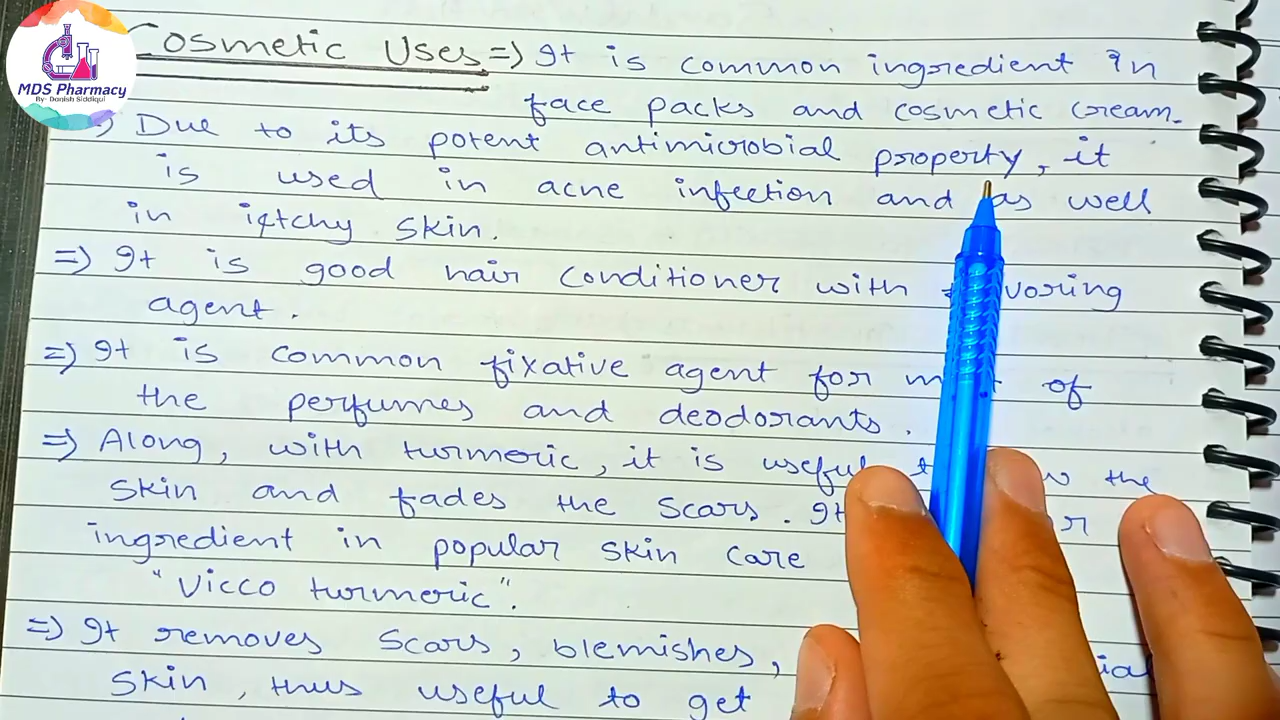 MDS Pharmacy
By- Danish Siddiqui
Cosmetic Uses => It is common ingredient in
face packs and cosmetic cream.
=> Due to its potent antimicrobial property, it
is used in acne infection and as well
in itchy skin.
=> It is good hair conditioner with
agent.
=> It is common fixative agent for of
the perfumes and deodorants.
=> Along, with turmeric, it is useful the
skin and fades the scars. It
ingredient in popular skin care
"Vicco turmeric".
=> It removes scars, blemishes,
skin, thus useful to get